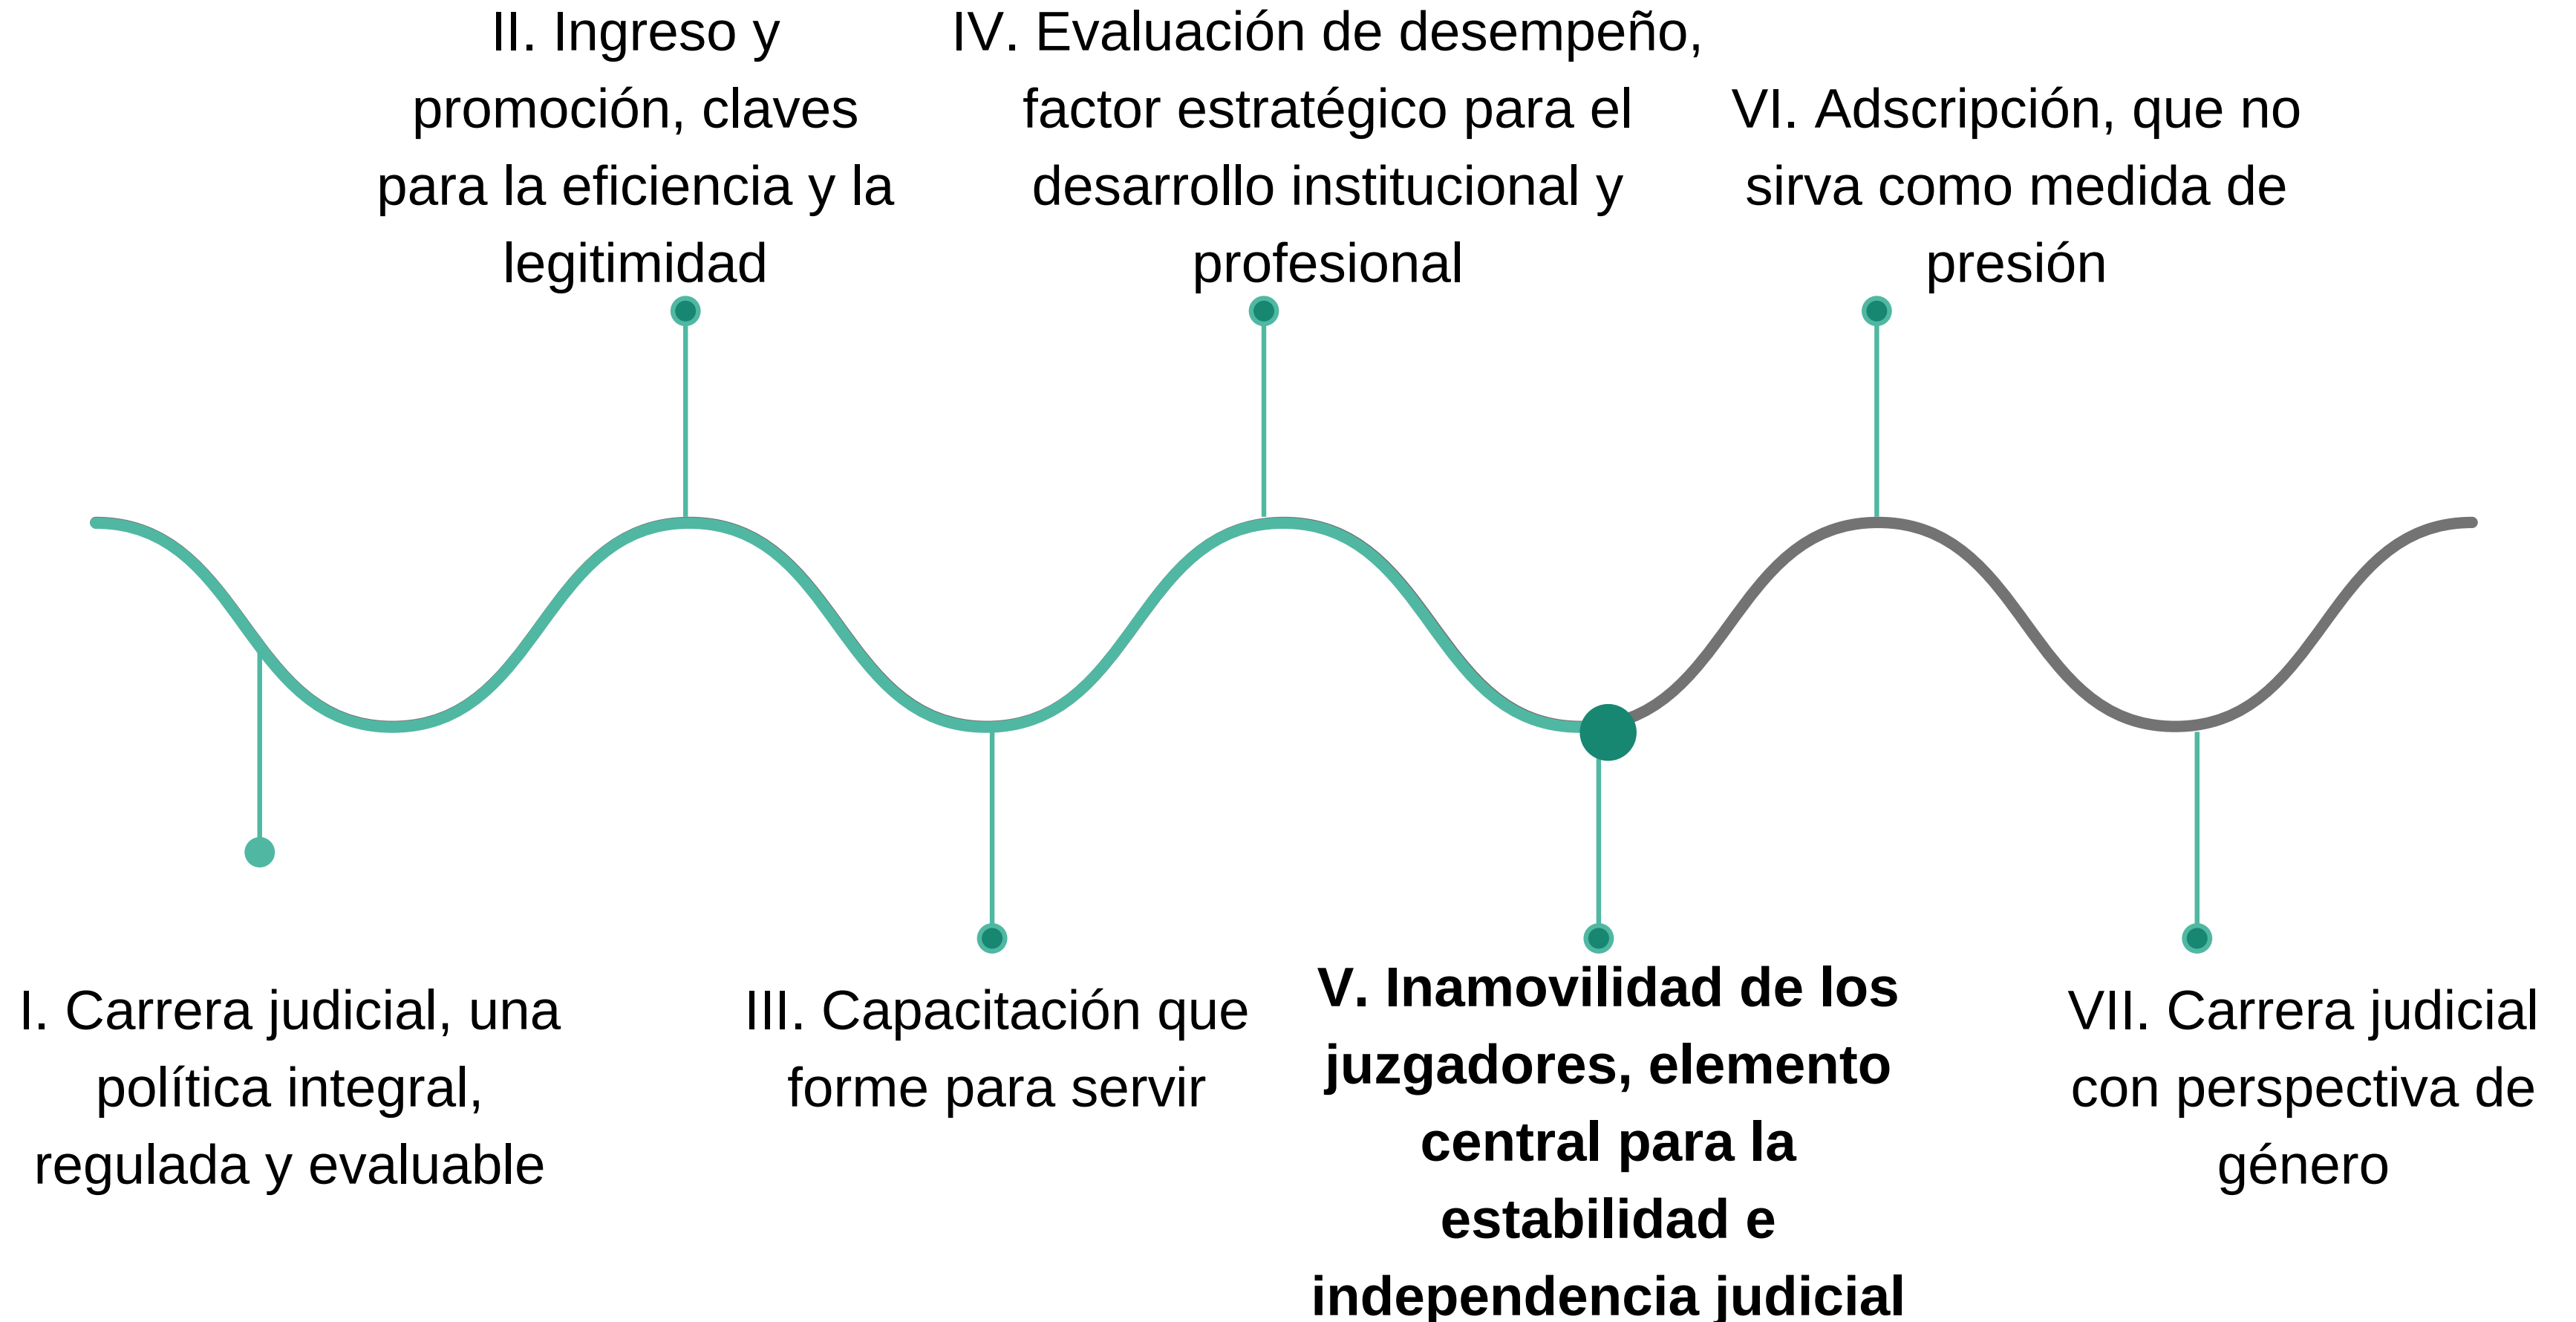 II. Ingreso y
promoción, claves
para la eficiencia y la
legitimidad
IV. Evaluación de desempeño,
factor estratégico para el
desarrollo institucional y
profesional
VI. Adscripción, que no
sirva como medida de
presión
I. Carrera judicial, una
política integral,
regulada y evaluable
III. Capacitación que
forme para servir
V. Inamovilidad de los
juzgadores, elemento
central para la
estabilidad e
independencia judicial
VII. Carrera judicial
con perspectiva de
género